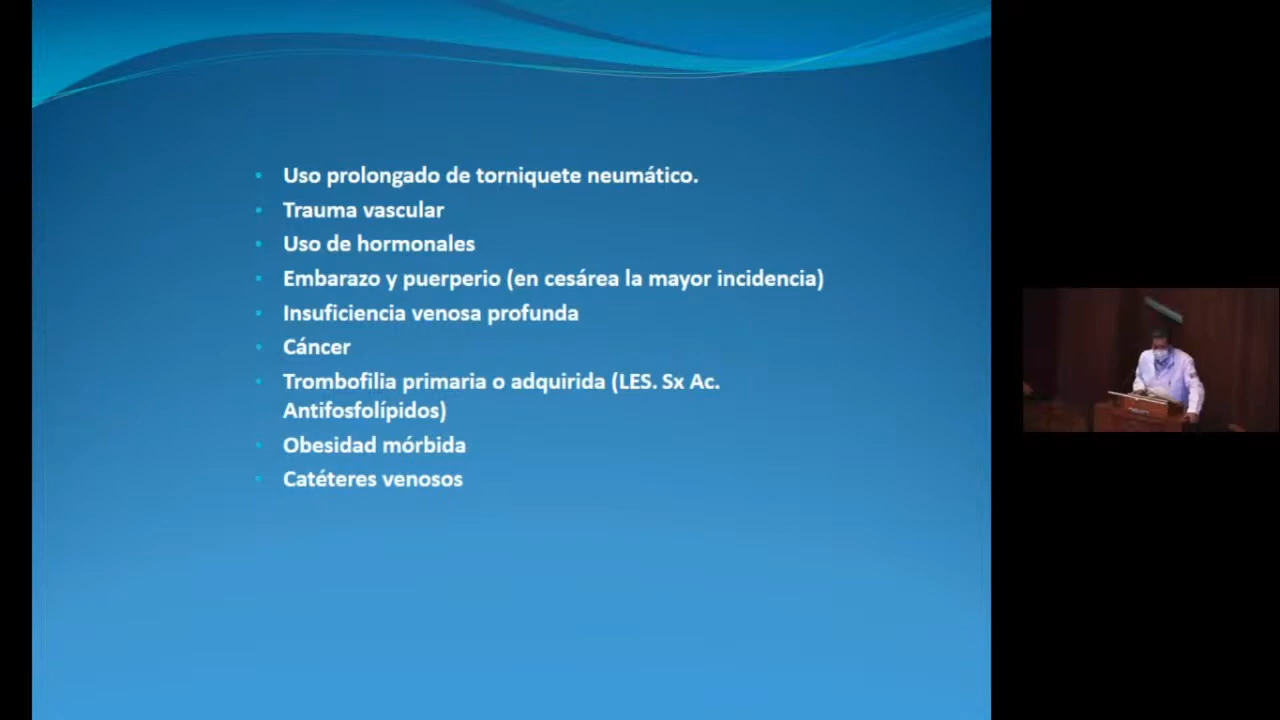 Uso prolongado de torniquete neumático.
Trauma vascular
Uso de hormonales
Embarazo y puerperio (en cesárea la mayor incidencia)
Insuficiencia venosa profunda
Cáncer
Trombofilia primaria o adquirida (LES. Sx Ac.
Antifosfolípidos)
Obesidad mórbida
Catéteres venosos